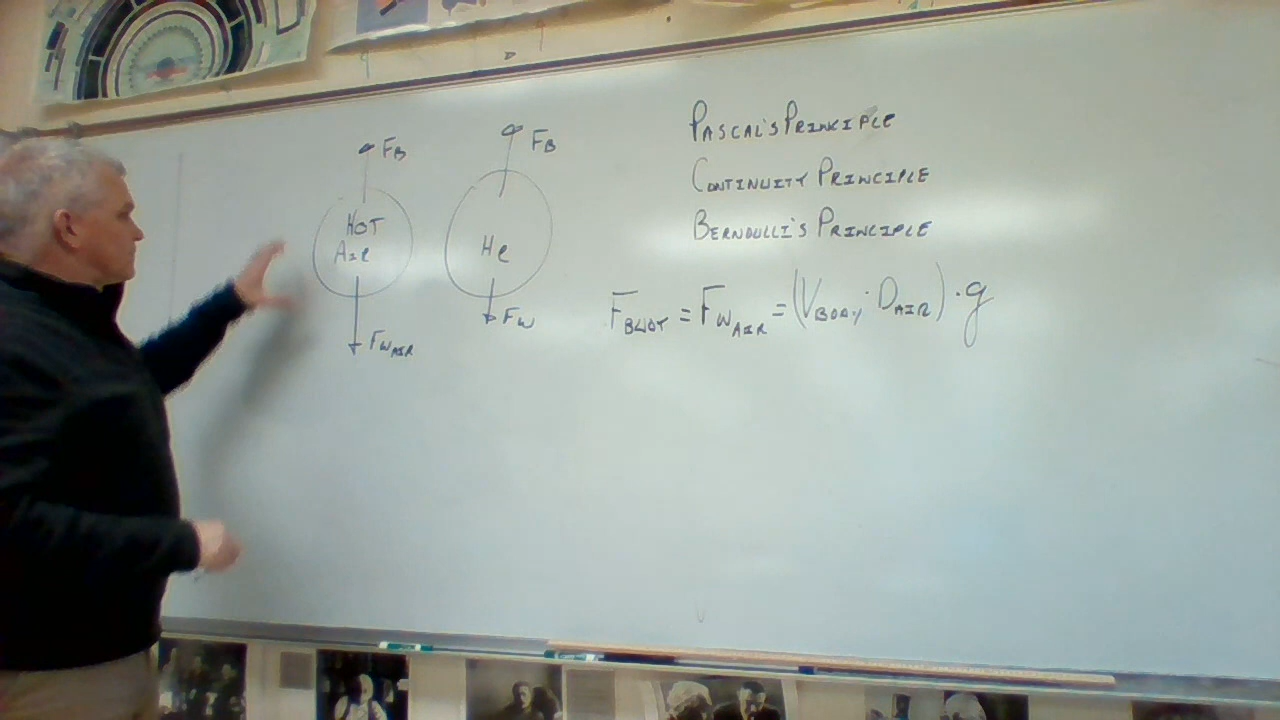 FB
FB
HOT
AIR
He
FW
FWAIR
PASCAL'S PRINCIPLE
CONTINUITY PRINCIPLE
BERNOULLI'S PRINCIPLE
FBUOY = FWAIR = (VBODY · DAIR) · g